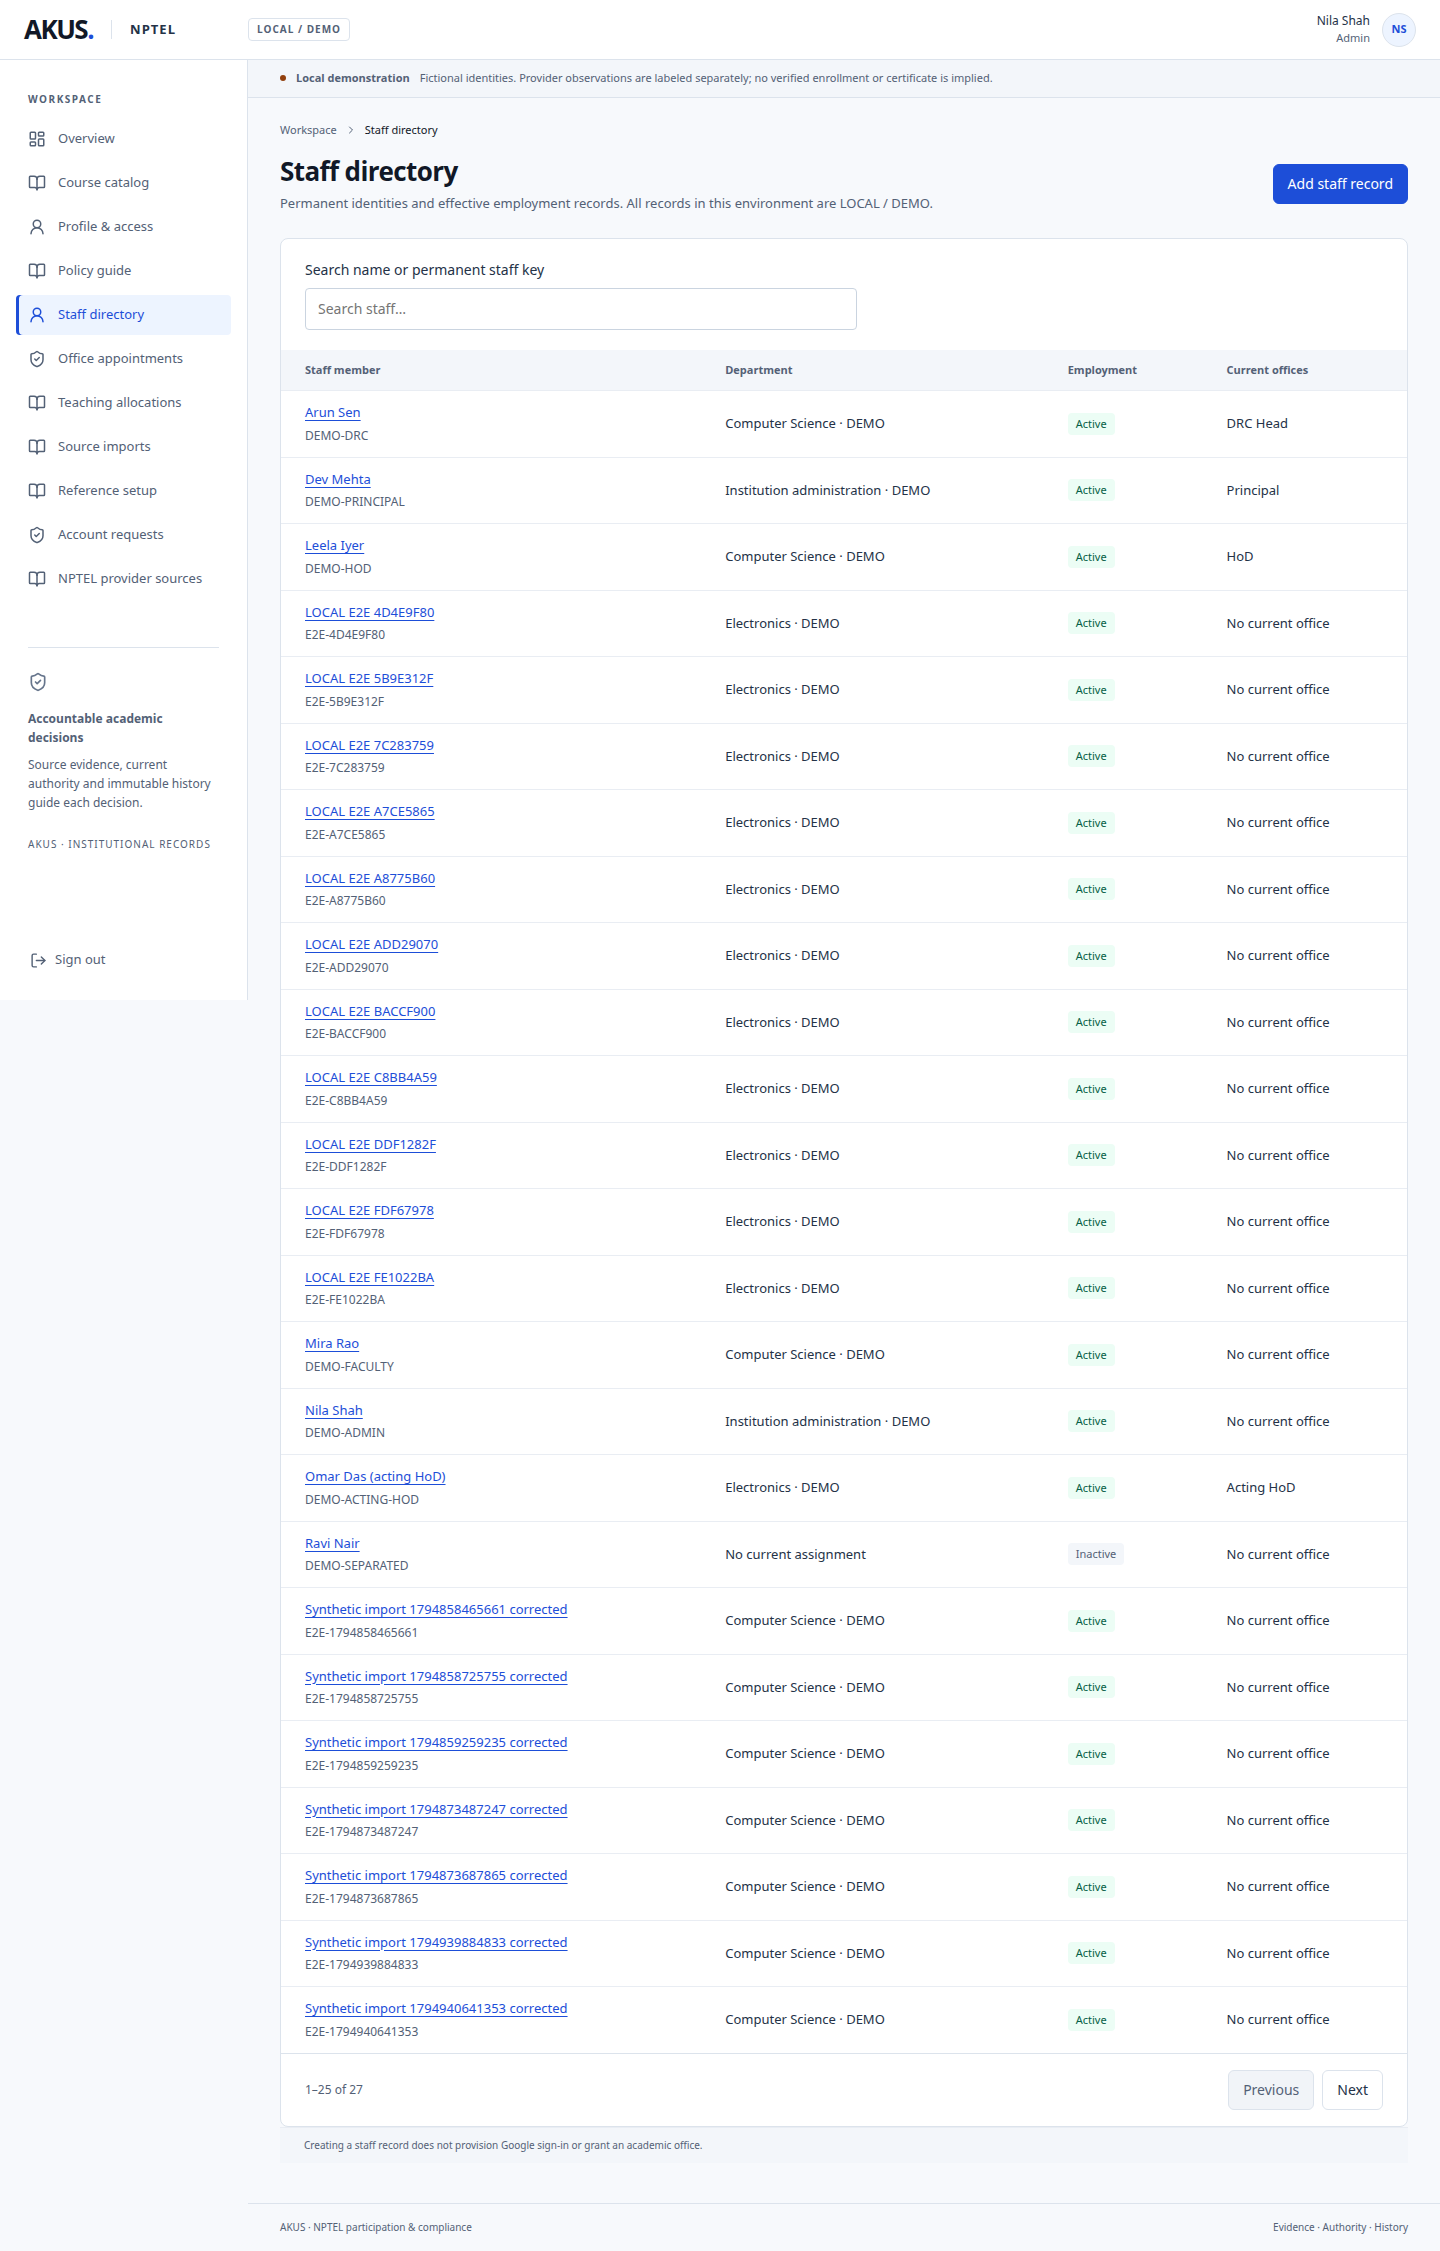 AKUS.
NPTEL
LOCAL / DEMO
Nila Shah
Admin
NS
WORKSPACE
Overview
Course catalog
Profile & access
Policy guide
Staff directory
Office appointments
Teaching allocations
Source imports
Reference setup
Account requests
NPTEL provider sources
Accountable academic
decisions
Source evidence, current
authority and immutable history
guide each decision.
AKUS · INSTITUTIONAL RECORDS
Sign out
Local demonstration Fictional identities. Provider observations are labeled separately; no verified enrollment or certificate is implied.
Workspace > Staff directory
Staff directory
Permanent identities and effective employment records. All records in this environment are LOCAL / DEMO.
Add staff record
Search name or permanent staff key
Search staff...
Staff member Department Employment Current offices
Arun Sen
DEMO-DRC
Computer Science · DEMO Active DRC Head
Dev Mehta
DEMO-PRINCIPAL
Institution administration · DEMO Active Principal
Leela Iyer
DEMO-HOD
Computer Science · DEMO Active HoD
LOCAL E2E 4D4E9F80
E2E-4D4E9F80
Electronics · DEMO Active No current office
LOCAL E2E 5B9E312F
E2E-5B9E312F
Electronics · DEMO Active No current office
LOCAL E2E 7C283759
E2E-7C283759
Electronics · DEMO Active No current office
LOCAL E2E A7CE5865
E2E-A7CE5865
Electronics · DEMO Active No current office
LOCAL E2E A8775B60
E2E-A8775B60
Electronics · DEMO Active No current office
LOCAL E2E ADD29070
E2E-ADD29070
Electronics · DEMO Active No current office
LOCAL E2E BACCF900
E2E-BACCF900
Electronics · DEMO Active No current office
LOCAL E2E C8BB4A59
E2E-C8BB4A59
Electronics · DEMO Active No current office
LOCAL E2E DDF1282F
E2E-DDF1282F
Electronics · DEMO Active No current office
LOCAL E2E FDF67978
E2E-FDF67978
Electronics · DEMO Active No current office
LOCAL E2E FE1022BA
E2E-FE1022BA
Electronics · DEMO Active No current office
Mira Rao
DEMO-FACULTY
Computer Science · DEMO Active No current office
Nila Shah
DEMO-ADMIN
Institution administration · DEMO Active No current office
Omar Das (acting HoD)
DEMO-ACTING-HOD
Electronics · DEMO Active Acting HoD
Ravi Nair
DEMO-SEPARATED
No current assignment Inactive No current office
Synthetic import 1794858465661 corrected
E2E-1794858465661
Computer Science · DEMO Active No current office
Synthetic import 1794858725755 corrected
E2E-1794858725755
Computer Science · DEMO Active No current office
Synthetic import 1794859259235 corrected
E2E-1794859259235
Computer Science · DEMO Active No current office
Synthetic import 1794873487247 corrected
E2E-1794873487247
Computer Science · DEMO Active No current office
Synthetic import 1794873687865 corrected
E2E-1794873687865
Computer Science · DEMO Active No current office
Synthetic import 1794939884833 corrected
E2E-1794939884833
Computer Science · DEMO Active No current office
Synthetic import 1794940641353 corrected
E2E-1794940641353
Computer Science · DEMO Active No current office
1–25 of 27
Previous Next
Creating a staff record does not provision Google sign-in or grant an academic office.
AKUS · NPTEL participation & compliance
Evidence · Authority · History